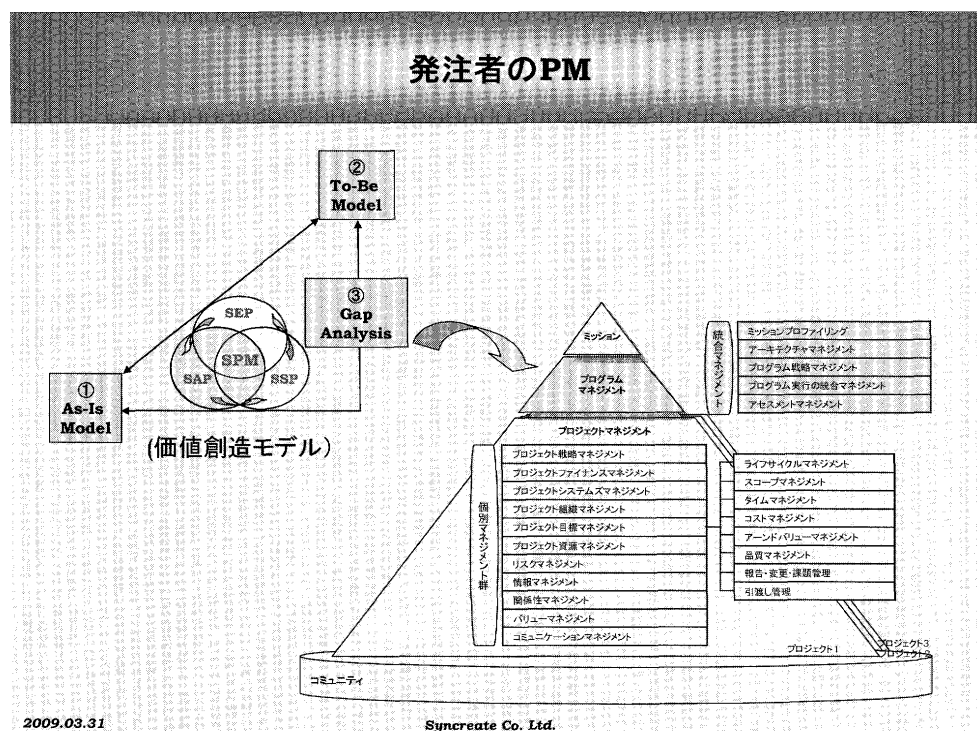 発注者のPM
②
To-Be
Model
③
Gap
Analysis
SEP
SPM
SAP
SSP
①
As-Is
Model
(価値創造モデル)
ミッション
プログラム
マネジメント
プロジェクトマネジメント
統合マネジメント
ミッションプロファイリング
アーキテクチャマネジメント
プログラム戦略マネジメント
プログラム実行の統合マネジメント
アセスメントマネジメント
個別マネジメント群
プロジェクト戦略マネジメント
プロジェクトファイナンスマネジメント
プロジェクトシステムズマネジメント
プロジェクト組織マネジメント
プロジェクト目標マネジメント
プロジェクト資源マネジメント
リスクマネジメント
情報マネジメント
関係性マネジメント
バリューマネジメント
コミュニケーションマネジメント
ライフサイクルマネジメント
スコープマネジメント
タイムマネジメント
コストマネジメント
アーンドバリューマネジメント
品質マネジメント
報告・変更・課題管理
引渡し管理
プロジェクト1
プロジェクト3
プロジェクト2
コミュニティ
2009.03.31
Syncreate Co. Ltd.